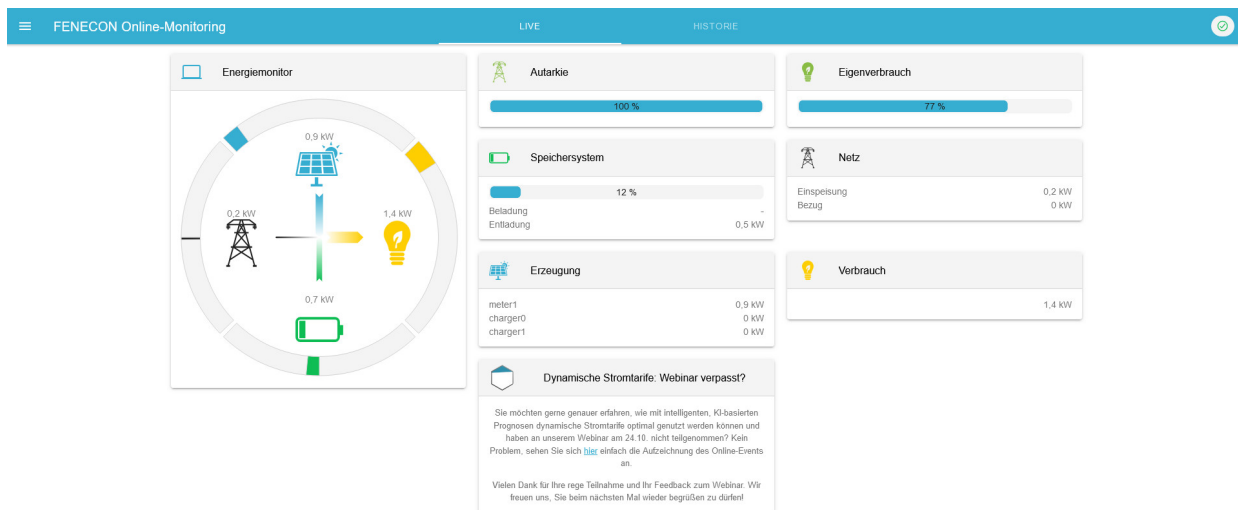 FENECON Online-Monitoring
LIVE
HISTORIE
Energiemonitor
0,9 kW
0,2 kW
1,4 kW
0,7 kW
Autarkie
100 %
Eigenverbrauch
77 %
Speichersystem
12 %
Beladung -
Entladung 0,5 kW
Netz
Einspeisung 0,2 kW
Bezug 0 kW
Erzeugung
meter1 0,9 kW
charger0 0 kW
charger1 0 kW
Verbrauch
1,4 kW
Dynamische Stromtarife: Webinar verpasst?
Sie möchten gerne genauer erfahren, wie mit intelligenten, KI-basierten
Prognosen dynamische Stromtarife optimal genutzt werden können und
haben an unserem Webinar am 24.10. nicht teilgenommen? Kein
Problem, sehen Sie sich hier einfach die Aufzeichnung des Online-Events
an.
Vielen Dank für Ihre rege Teilnahme und Ihr Feedback zum Webinar. Wir
freuen uns, Sie beim nächsten Mal wieder begrüßen zu dürfen!